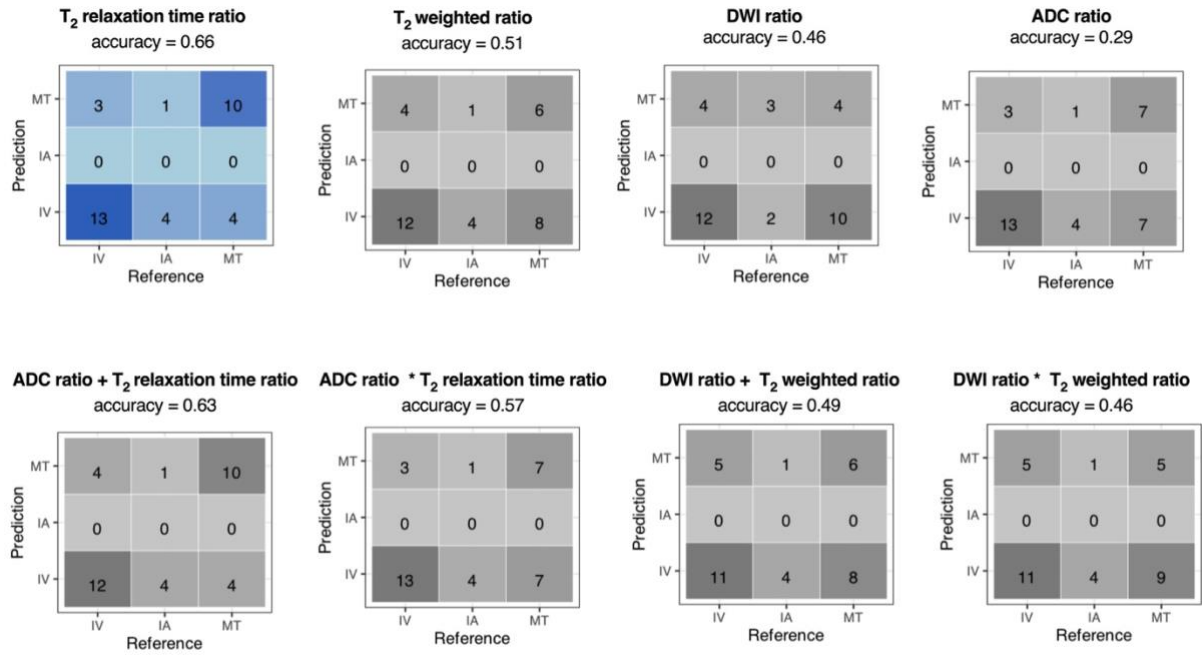 T2 relaxation time ratio
accuracy = 0.66
MT
3 1 10
IA
0 0 0
IV
13 4 4
IV IA MT
Reference
Prediction
T2 weighted ratio
accuracy = 0.51
MT
4 1 6
IA
0 0 0
IV
12 4 8
IV IA MT
Reference
Prediction
DWI ratio
accuracy = 0.46
MT
4 3 4
IA
0 0 0
IV
12 2 10
IV IA MT
Reference
Prediction
ADC ratio
accuracy = 0.29
MT
3 1 7
IA
0 0 0
IV
13 4 7
IV IA MT
Reference
Prediction
ADC ratio + T2 relaxation time ratio
accuracy = 0.63
MT
4 1 10
IA
0 0 0
IV
12 4 4
IV IA MT
Reference
Prediction
ADC ratio * T2 relaxation time ratio
accuracy = 0.57
MT
3 1 7
IA
0 0 0
IV
13 4 7
IV IA MT
Reference
Prediction
DWI ratio + T2 weighted ratio
accuracy = 0.49
MT
5 1 6
IA
0 0 0
IV
11 4 8
IV IA MT
Reference
Prediction
DWI ratio * T2 weighted ratio
accuracy = 0.46
MT
5 1 5
IA
0 0 0
IV
11 4 9
IV IA MT
Reference
Prediction